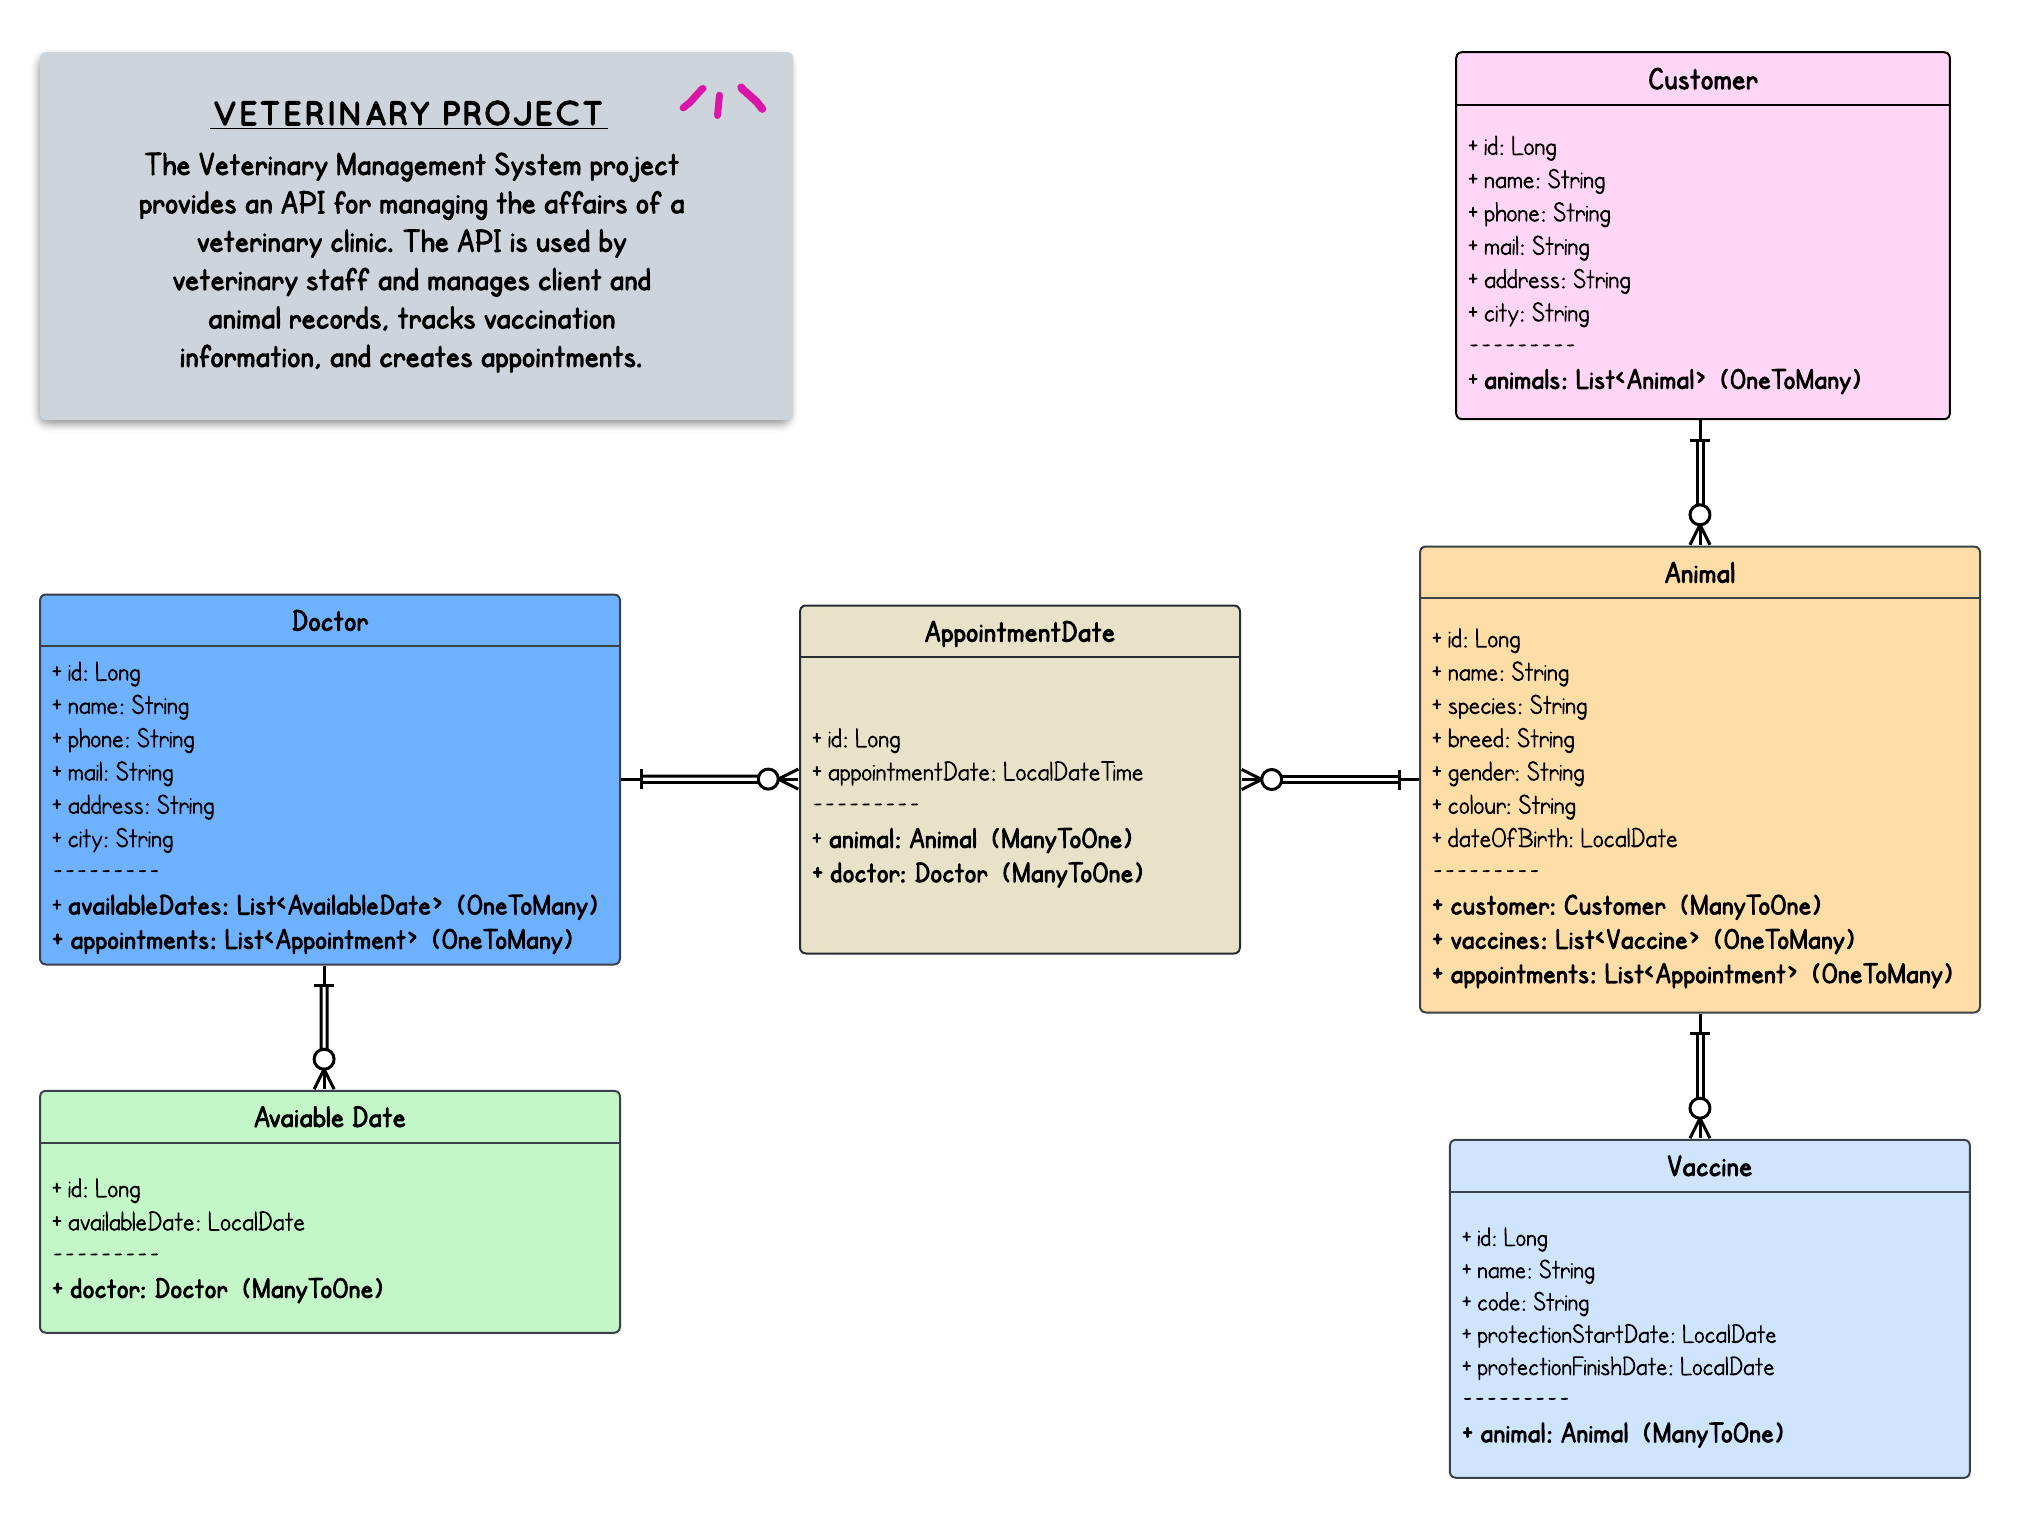 VETERINARY PROJECT
The Veterinary Management System project
provides an API for managing the affairs of a
veterinary clinic. The API is used by
veterinary staff and manages client and
animal records, tracks vaccination
information, and creates appointments.
Customer
+ id: Long
+ name: String
+ phone: String
+ mail: String
+ address: String
+ city: String
---------
+ animals: List<Animal> (OneToMany)
Doctor
+ id: Long
+ name: String
+ phone: String
+ mail: String
+ address: String
+ city: String
---------
+ availableDates: List<AvailableDate> (OneToMany)
+ appointments: List<Appointment> (OneToMany)
AppointmentDate
+ id: Long
+ appointmentDate: LocalDateTime
---------
+ animal: Animal (ManyToOne)
+ doctor: Doctor (ManyToOne)
Animal
+ id: Long
+ name: String
+ species: String
+ breed: String
+ gender: String
+ colour: String
+ dateOfBirth: LocalDate
---------
+ customer: Customer (ManyToOne)
+ vaccines: List<Vaccine> (OneToMany)
+ appointments: List<Appointment> (OneToMany)
Avaiable Date
+ id: Long
+ availableDate: LocalDate
---------
+ doctor: Doctor (ManyToOne)
Vaccine
+ id: Long
+ name: String
+ code: String
+ protectionStartDate: LocalDate
+ protectionFinishDate: LocalDate
---------
+ animal: Animal (ManyToOne)